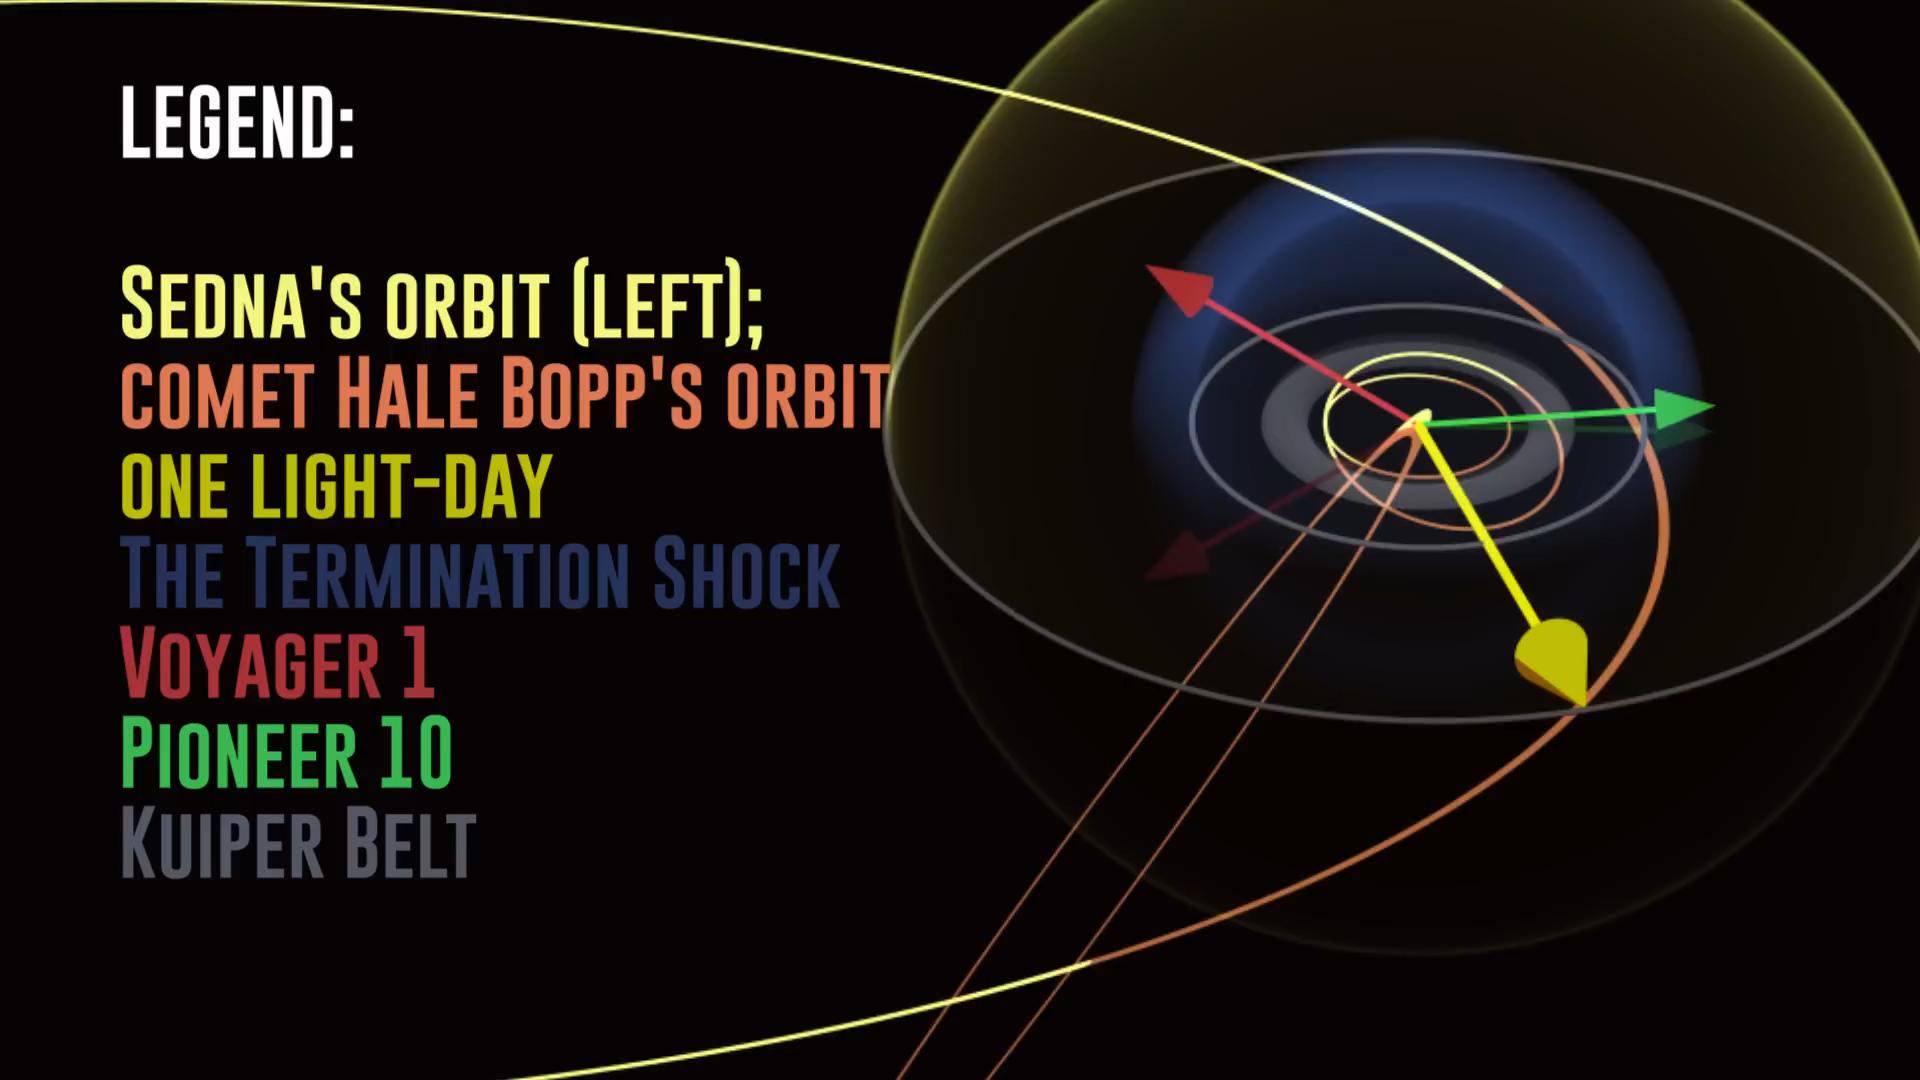 LEGEND:
SEDNA'S ORBIT (LEFT);
COMET HALE BOPP'S ORBIT
ONE LIGHT-DAY
THE TERMINATION SHOCK
VOYAGER 1
PIONEER 10
KUIPER BELT